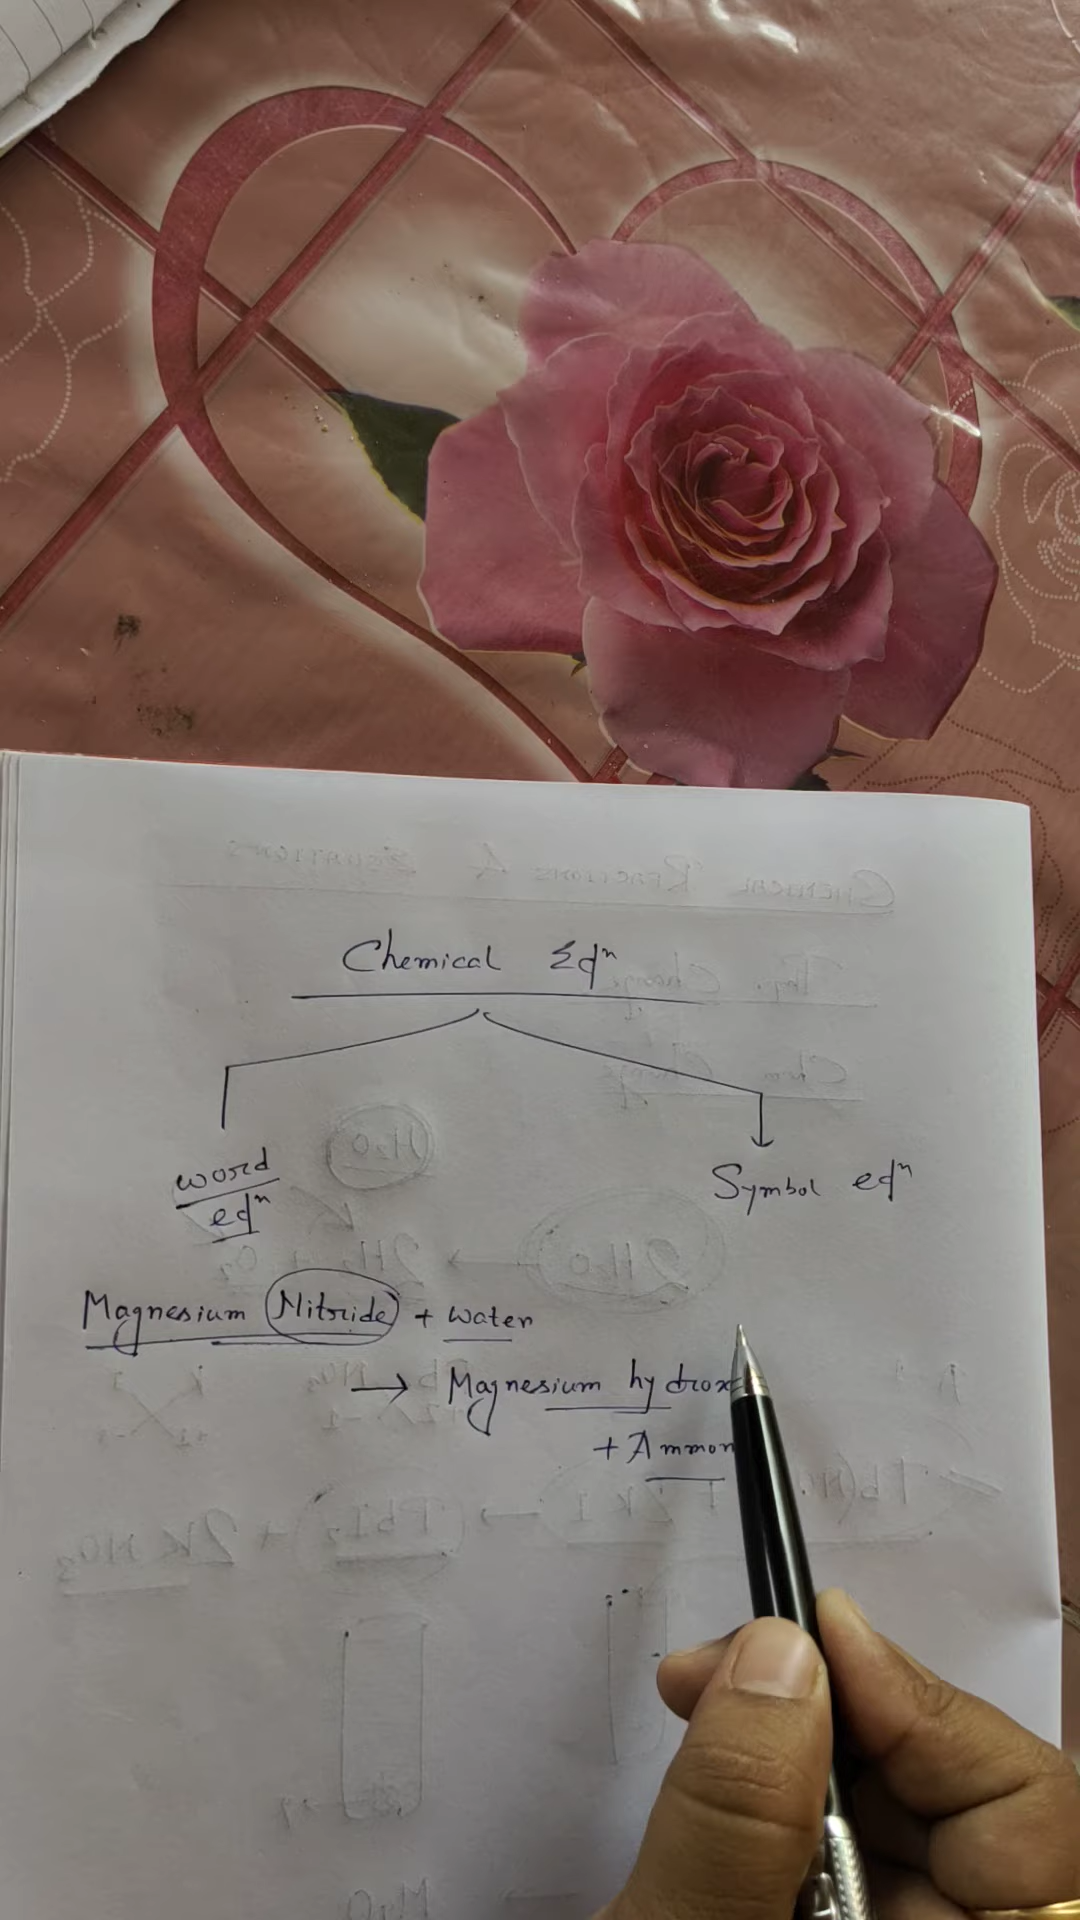 Chemical Eqⁿ
word
eqⁿ
Symbol eqⁿ
Magnesium Nitride + water
→ Magnesium hydrox
+ Ammon